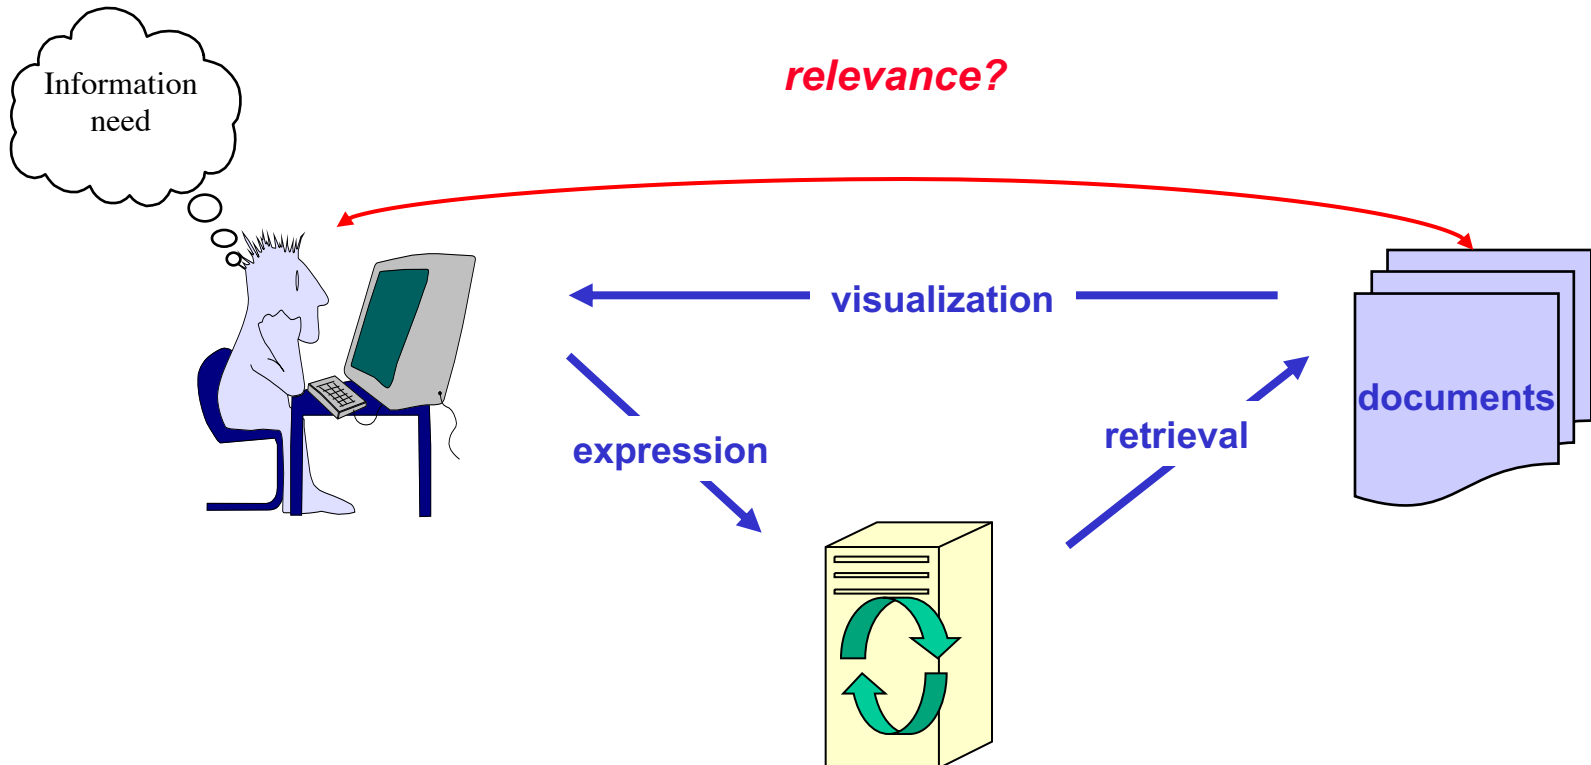 Information
need
relevance?
visualization
documents
expression
retrieval